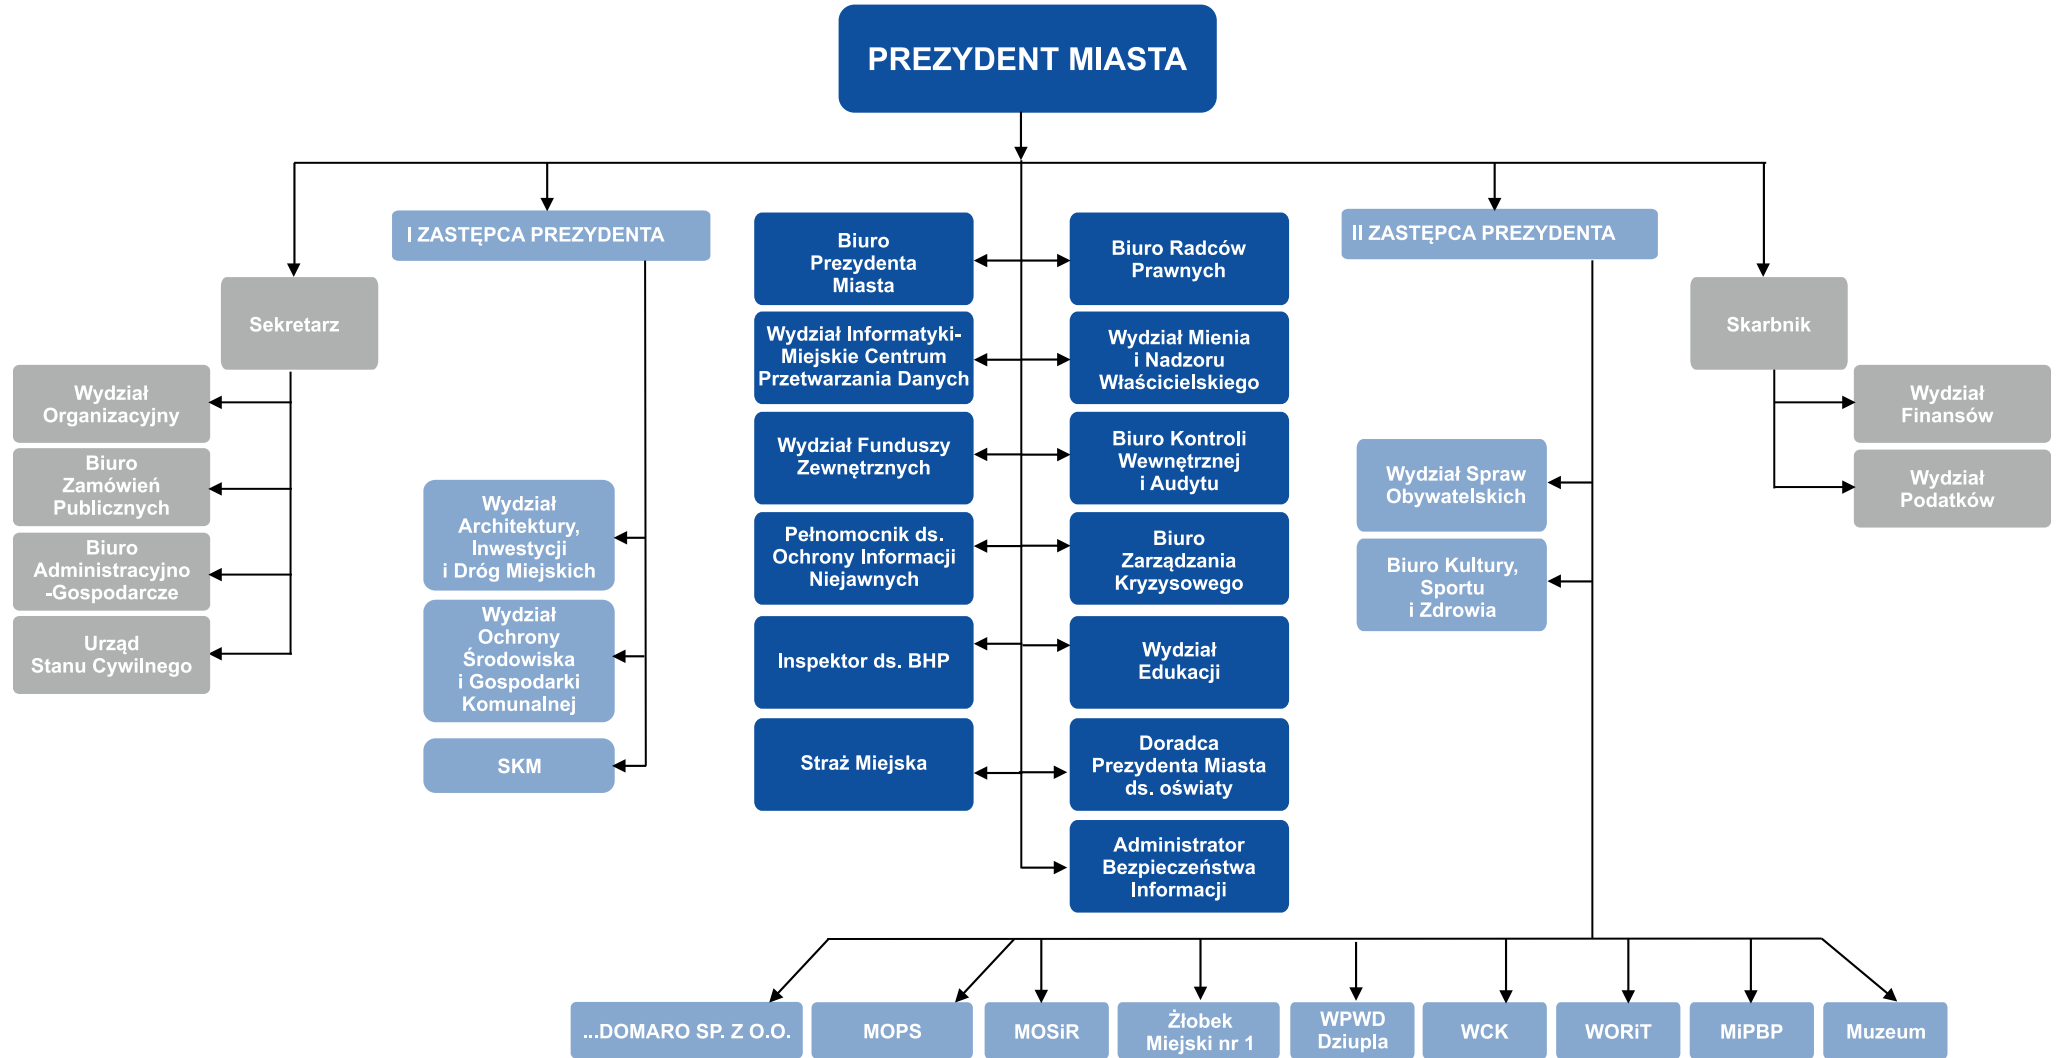 PREZYDENT MIASTA
I ZASTĘPCA PREZYDENTA
II ZASTĘPCA PREZYDENTA
Sekretarz
Wydział
Organizacyjny
Biuro
Zamówień
Publicznych
Biuro
Administracyjno
-Gospodarcze
Urząd
Stanu Cywilnego
Wydział
Architektury,
Inwestycji
i Dróg Miejskich
Wydział
Ochrony
Środowiska
i Gospodarki
Komunalnej
SKM
Biuro
Prezydenta
Miasta
Wydział Informatyki-
Miejskie Centrum
Przetwarzania Danych
Wydział Funduszy
Zewnętrznych
Pełnomocnik ds.
Ochrony Informacji
Niejawnych
Inspektor ds. BHP
Straż Miejska
Biuro Radców
Prawnych
Wydział Mienia
i Nadzoru
Właścicielskiego
Biuro Kontroli
Wewnętrznej
i Audytu
Biuro
Zarządzania
Kryzysowego
Wydział
Edukacji
Doradca
Prezydenta Miasta
ds. oświaty
Administrator
Bezpieczeństwa
Informacji
Wydział Spraw
Obywatelskich
Biuro Kultury,
Sportu
i Zdrowia
Skarbnik
Wydział
Finansów
Wydział
Podatków
...DOMARO SP. Z O.O.
MOPS
MOSiR
Żłobek
Miejski nr 1
WPWD
Dziupla
WCK
WORiT
MiPBP
Muzeum